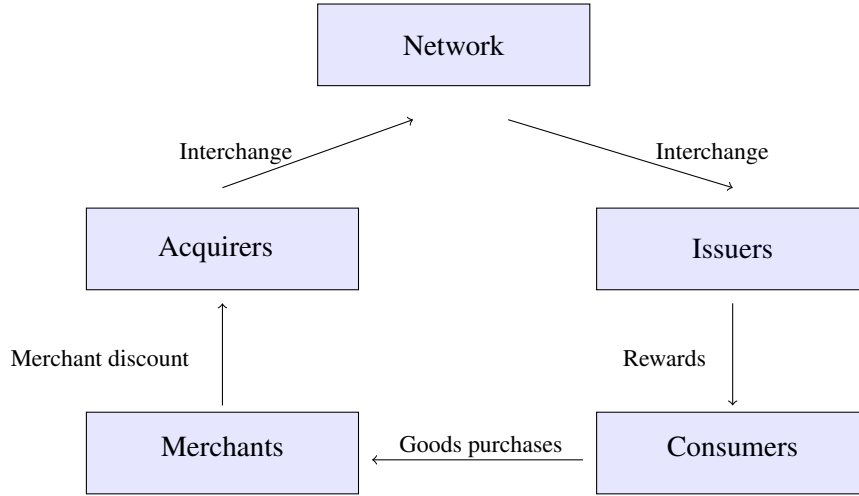 Network
Interchange
Interchange
Acquirers
Issuers
Merchant discount
Rewards
Merchants
Goods purchases
Consumers